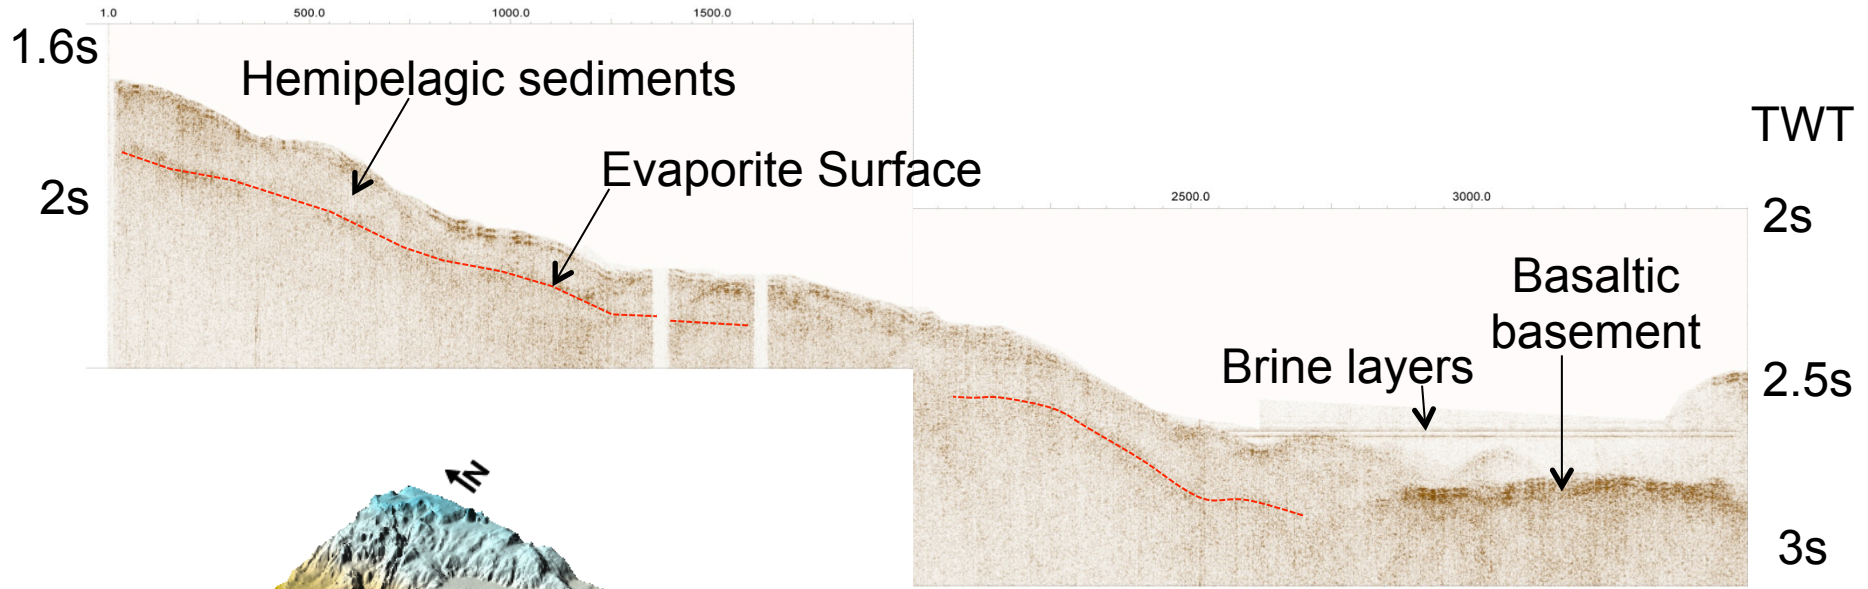 1.0 500.0 1000.0 1500.0
1.6s
Hemipelagic sediments
TWT
Evaporite Surface
2s
2500.0 3000.0
2s
Basaltic
basement
Brine layers
2.5s
N
3s